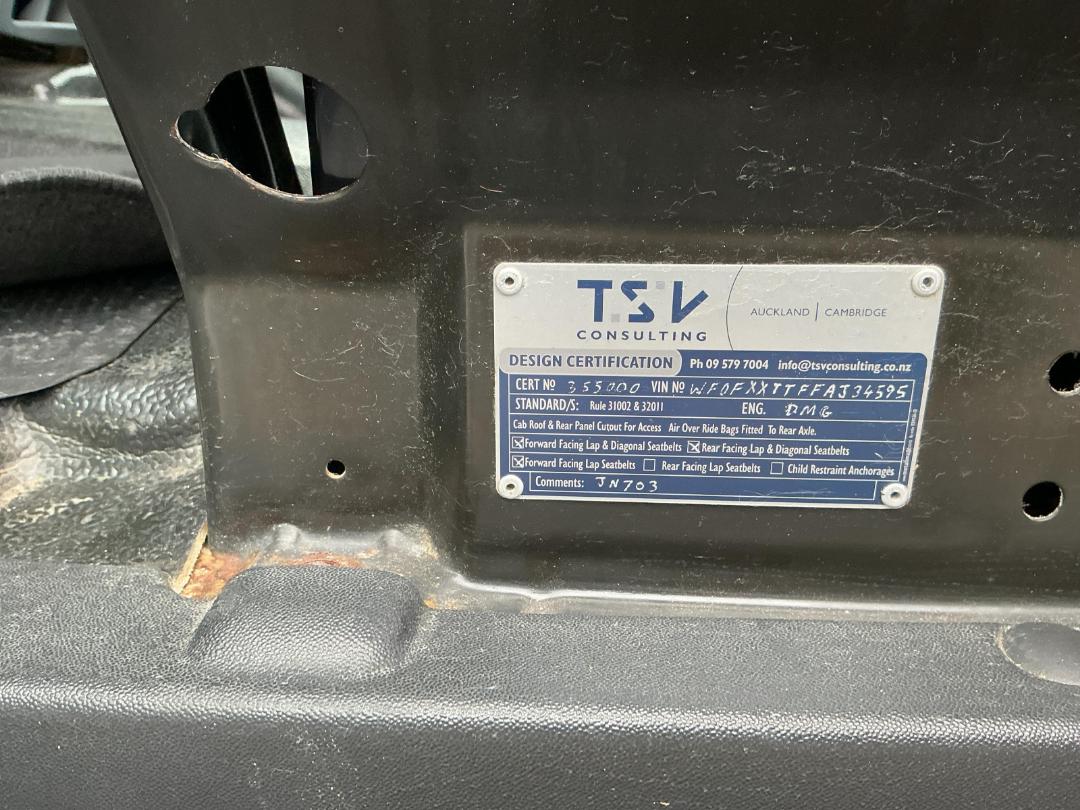 TSV
CONSULTING
AUCKLAND | CAMBRIDGE
DESIGN CERTIFICATION Ph 09 579 7004 info@tsvconsulting.co.nz
CERT Nº 355000 VIN Nº WF0FXXTTFFAJ34595
STANDARD/S: Rule 31002 & 32011 ENG. DMG
Cab Roof & Rear Panel Cutout For Access Air Over Ride Bags Fitted To Rear Axle.
☒ Forward Facing Lap & Diagonal Seatbelts ☒ Rear Facing Lap & Diagonal Seatbelts
☒ Forward Facing Lap Seatbelts ☐ Rear Facing Lap Seatbelts ☐ Child Restraint Anchorages
Comments: JN703